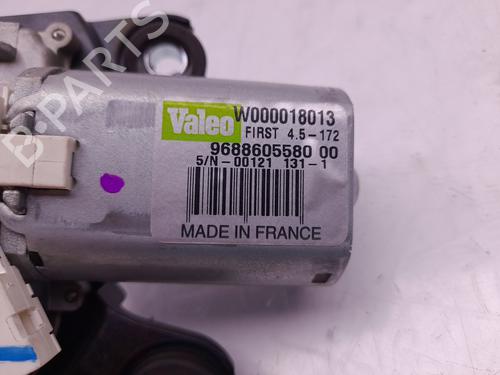 Valeo
W000018013
FIRST 4.5-172
9688605580 00
S/N-00121 131-1
MADE IN FRANCE
B-PARTS